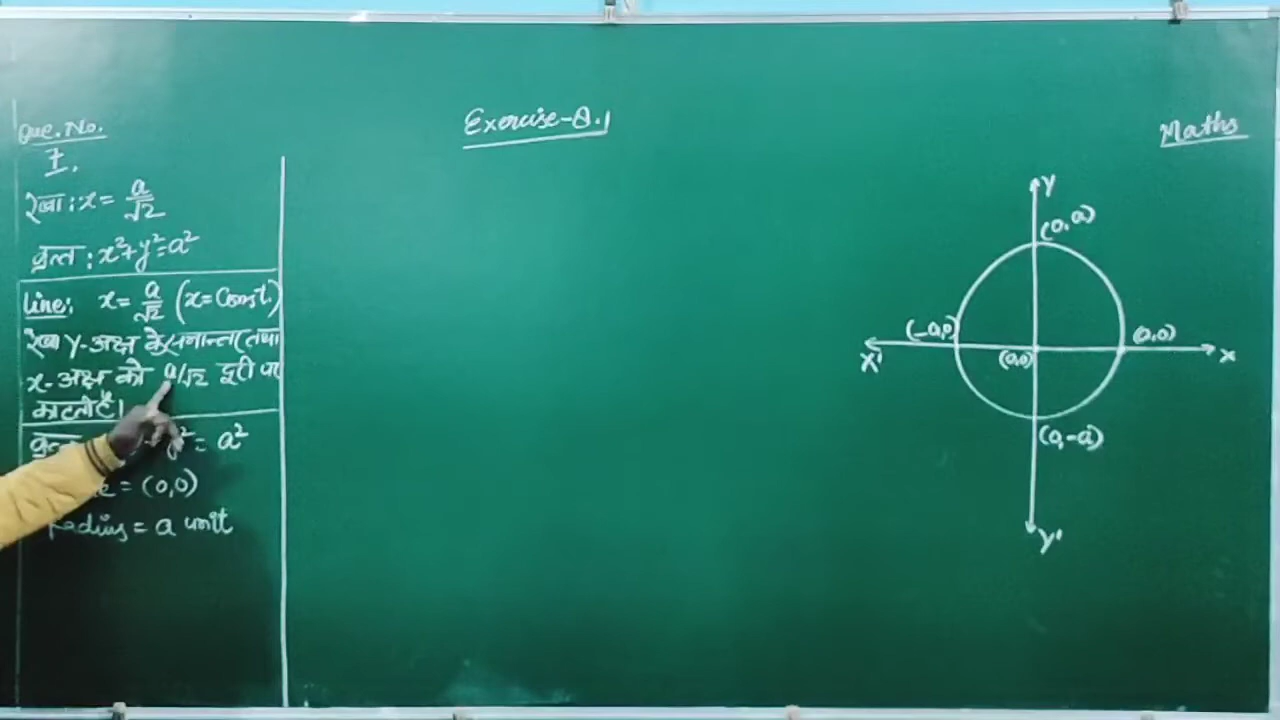 Exercise-8.1
Maths
Que. No.
7.
रेखा : x = a/√2
वृत्त : x²+y²=a²
Line: x = a/√2 (x = Const.)
रेखा Y-अक्ष के समान्तर तथा
x-अक्ष को a/√2 दूरी पर
काटती है।
वृत्त = a²
= (0,0)
Radius = a unit
Y
(0,a)
(-a,0)
(a,0)
X'
(0,0)
X
(0,-a)
Y'